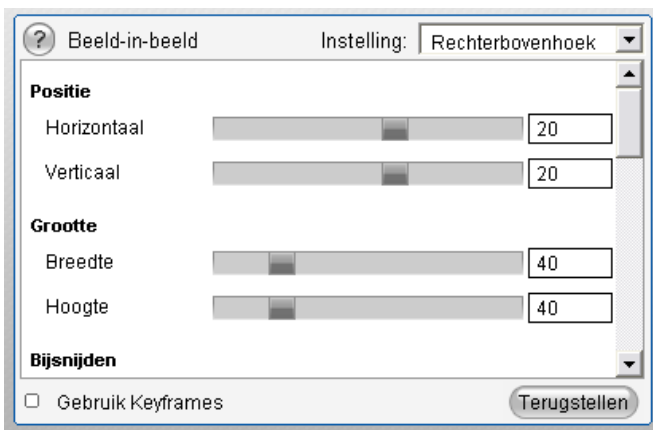 ? Beeld-in-beeld Instelling: Rechterbovenhoek
Positie
Horizontaal 20
Verticaal 20
Grootte
Breedte 40
Hoogte 40
Bijsnijden
Gebruik Keyframes Terugstellen